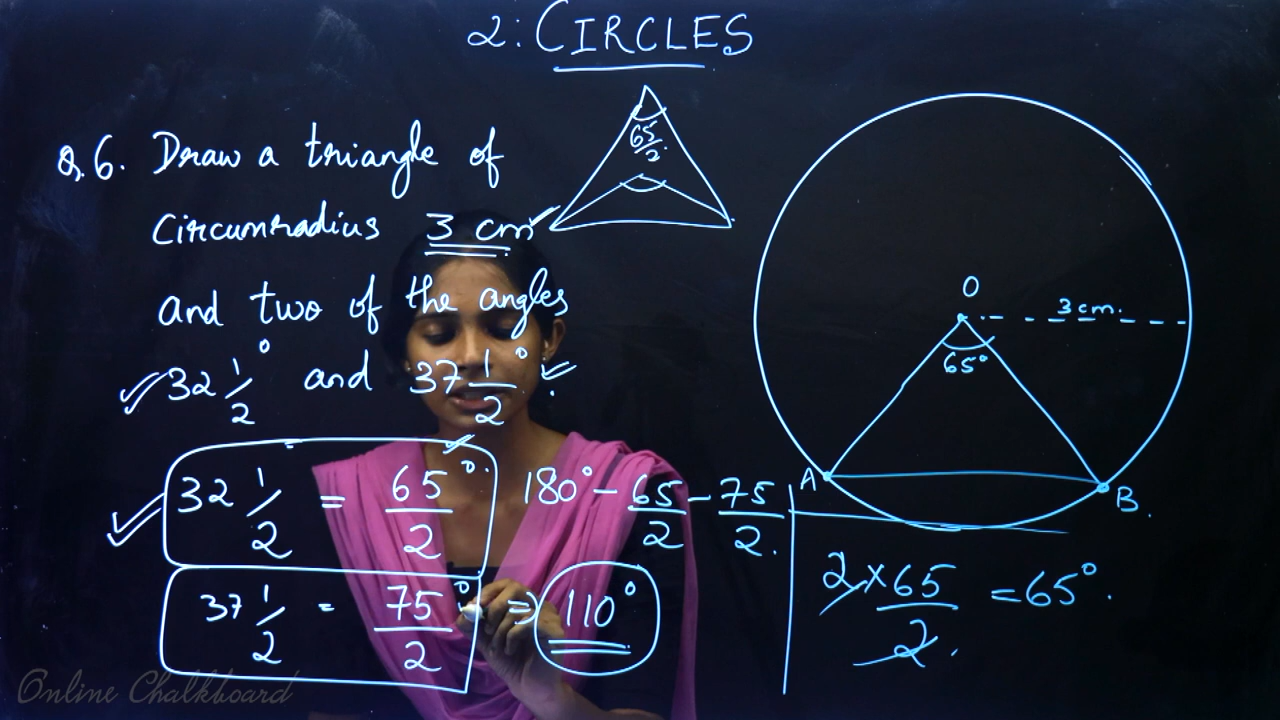 2: CIRCLES
Q.6. Draw a triangle of
circumradius 3 cm
and two of the angles
32 1/2° and 37 1/2°.
32 1/2 = 65°/2
37 1/2 = 75°/2
180° - 65/2 - 75/2.
⇒ 110°
65/2
O
3 cm.
65°
A
B.
2 × 65/2 = 65°.
Online Chalkboard